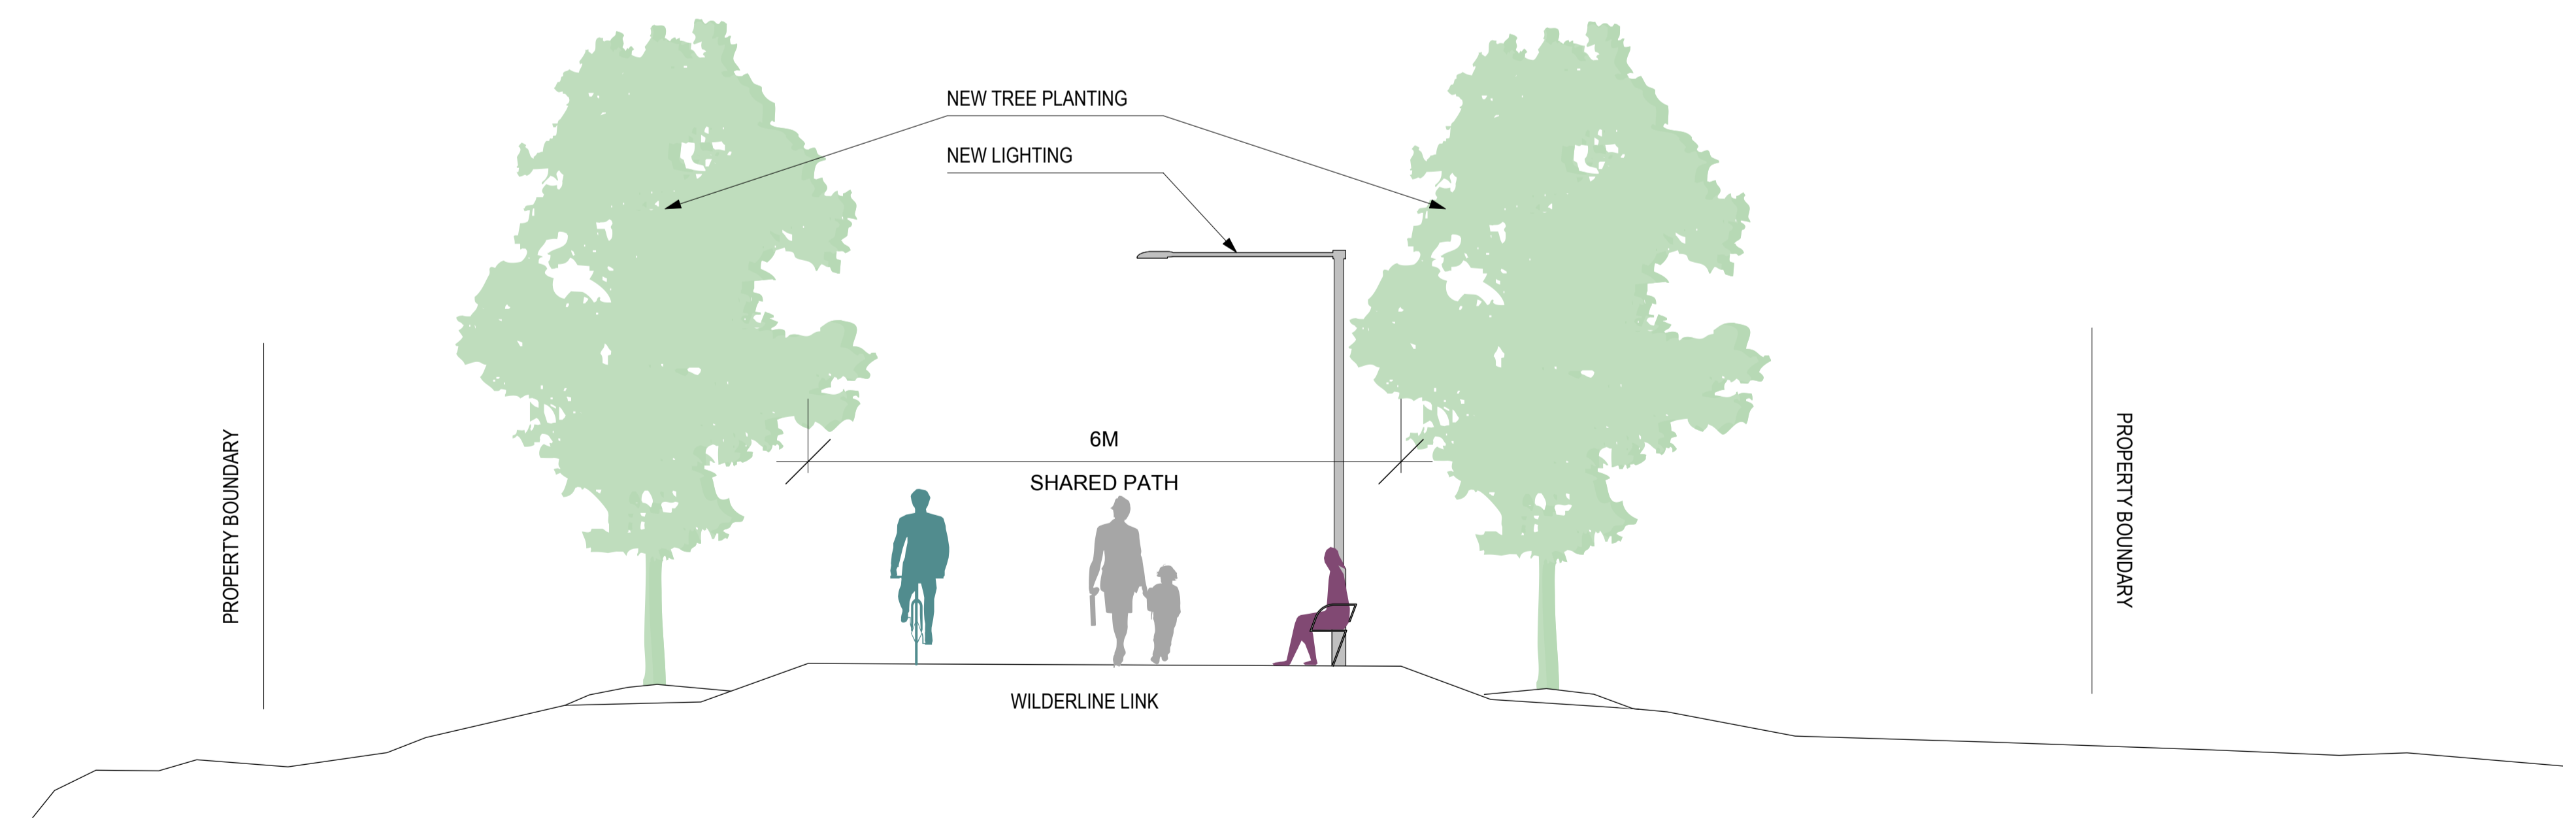 NEW TREE PLANTING
NEW LIGHTING
6M
SHARED PATH
PROPERTY BOUNDARY
PROPERTY BOUNDARY
WILDERLINE LINK